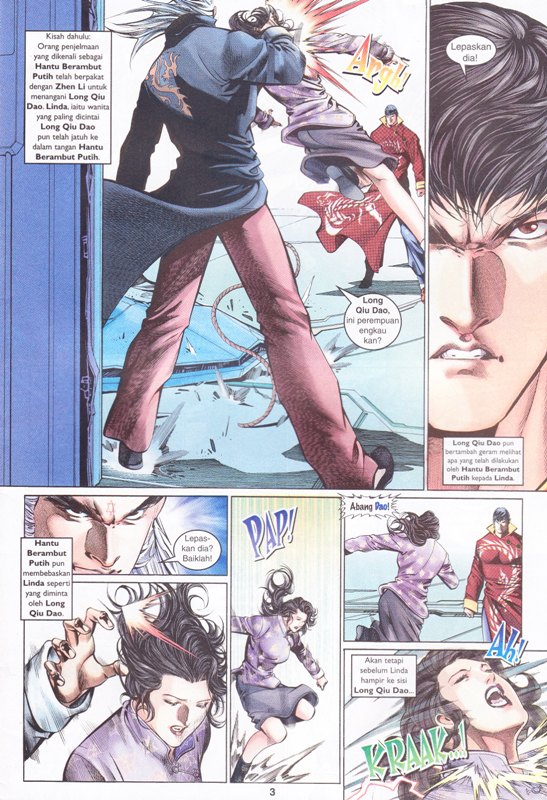 Kisah dahulu:
Orang penjelmaan
yang dikenali sebagai
Hantu Berambut
Putih telah berpakat
dengan Zhen Li untuk
menangani Long Qiu
Dao. Linda, iaitu wanita
yang paling dicintai
Long Qiu Dao
pun telah jatuh ke
dalam tangan Hantu
Berambut Putih.
Argh!
Lepaskan
dia!
Long
Qiu Dao,
ini perempuan
engkau
kan?
Long Qiu Dao pun
bertambah geram melihat
apa yang telah dilakukan
oleh Hantu Berambut
Putih kepada Linda.
Lepas-
kan dia?
Baiklah!
Hantu
Berambut
Putih pun
membebaskan
Linda seperti
yang diminta
oleh Long
Qiu Dao.
PAP!
Abang Dao!
Ah!
Akan tetapi
sebelum Linda
hampir ke sisi
Long Qiu Dao...
KRAAK...!
3